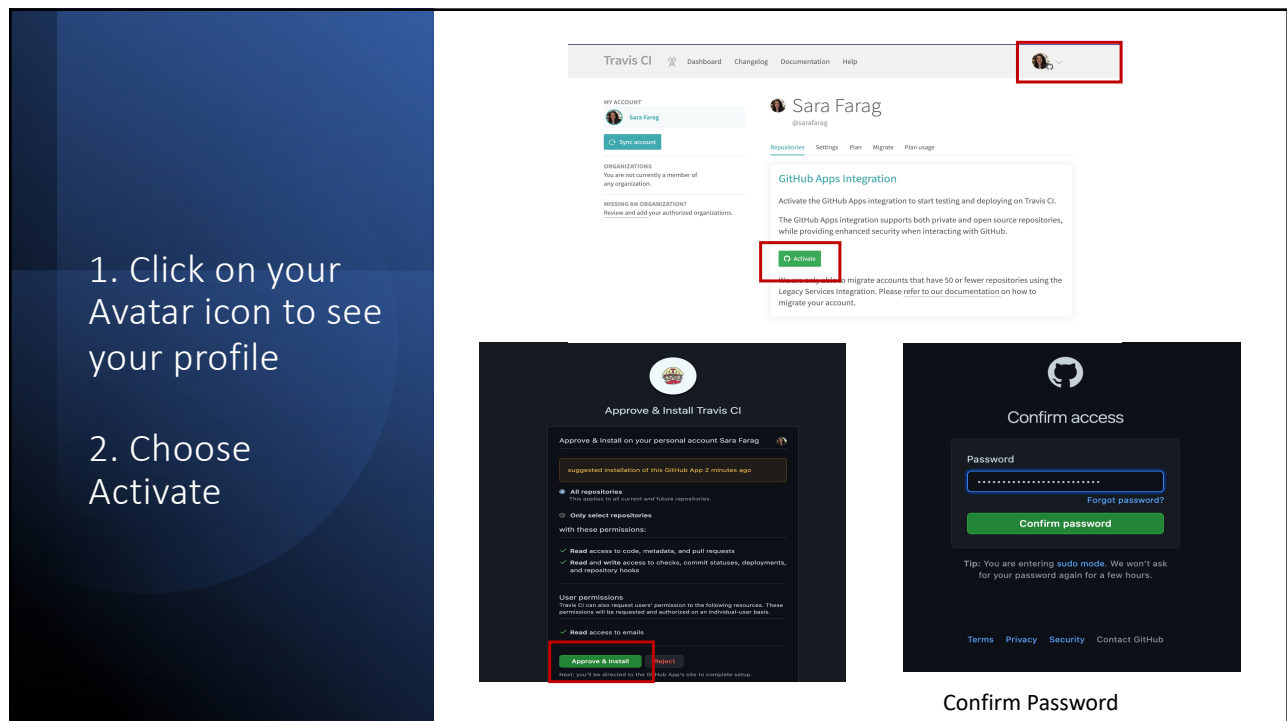 1. Click on your
Avatar icon to see
your profile
2. Choose
Activate
Travis CI Dashboard Changelog Documentation Help
MY ACCOUNT
Sara Farag
Sync account
ORGANIZATIONS
You are not currently a member of
any organization.
MISSING AN ORGANIZATION?
Review and add your authorized organizations.
Sara Farag
@sarafarag
Repositories Settings Plan Migrate Plan usage
GitHub Apps Integration
Activate the GitHub Apps integration to start testing and deploying on Travis CI.
The GitHub Apps integration supports both private and open source repositories,
while providing enhanced security when interacting with GitHub.
Activate
We are only able to migrate accounts that have 50 or fewer repositories using the
Legacy Services Integration. Please refer to our documentation on how to
migrate your account.
Approve & Install Travis CI
Approve & Install on your personal account Sara Farag
suggested installation of this GitHub App 2 minutes ago
All repositories
This applies to all current and future repositories.
Only select repositories
with these permissions:
Read access to code, metadata, and pull requests
Read and write access to checks, commit statuses, deployments,
and repository hooks
User permissions
Travis CI can also request users' permission to the following resources. These
permissions will be requested and authorized on an individual-user basis.
Read access to emails
Approve & Install Reject
Next: you'll be directed to the GitHub App's site to complete setup.
Confirm access
Password
Forgot password?
Confirm password
Tip: You are entering sudo mode. We won't ask
for your password again for a few hours.
Terms Privacy Security Contact GitHub
Confirm Password